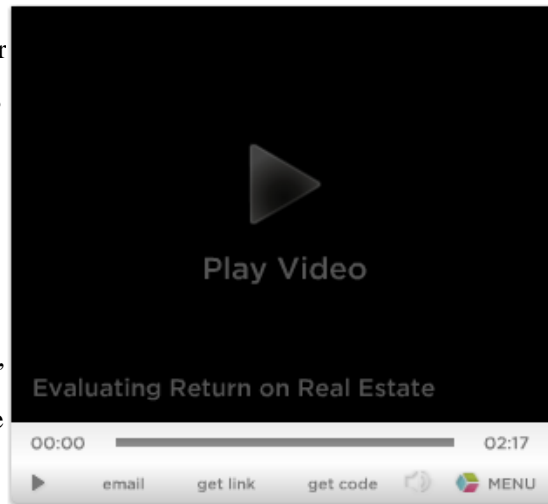 r
Play Video
,
Evaluating Return on Real Estate
e
00:00 02:17
email get link get code MENU